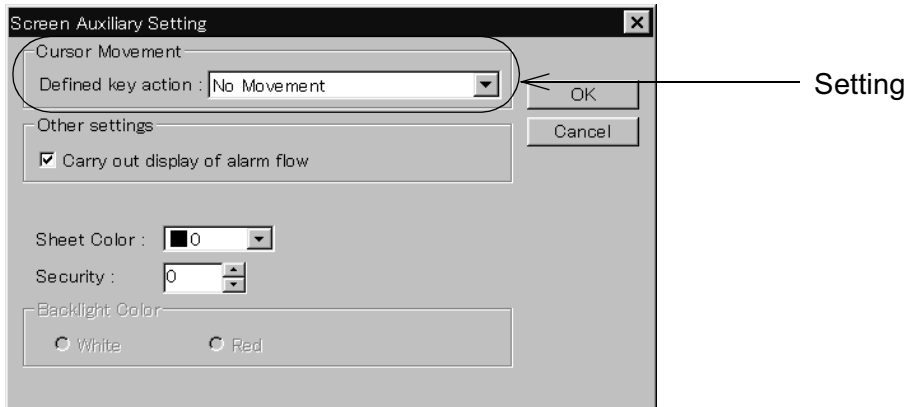 Screen Auxiliary Setting
Cursor Movement
Defined key action : No Movement
Setting
OK
Other settings
Cancel
Carry out display of alarm flow
Sheet Color : 0
Security : 0
Backlight Color
White Red